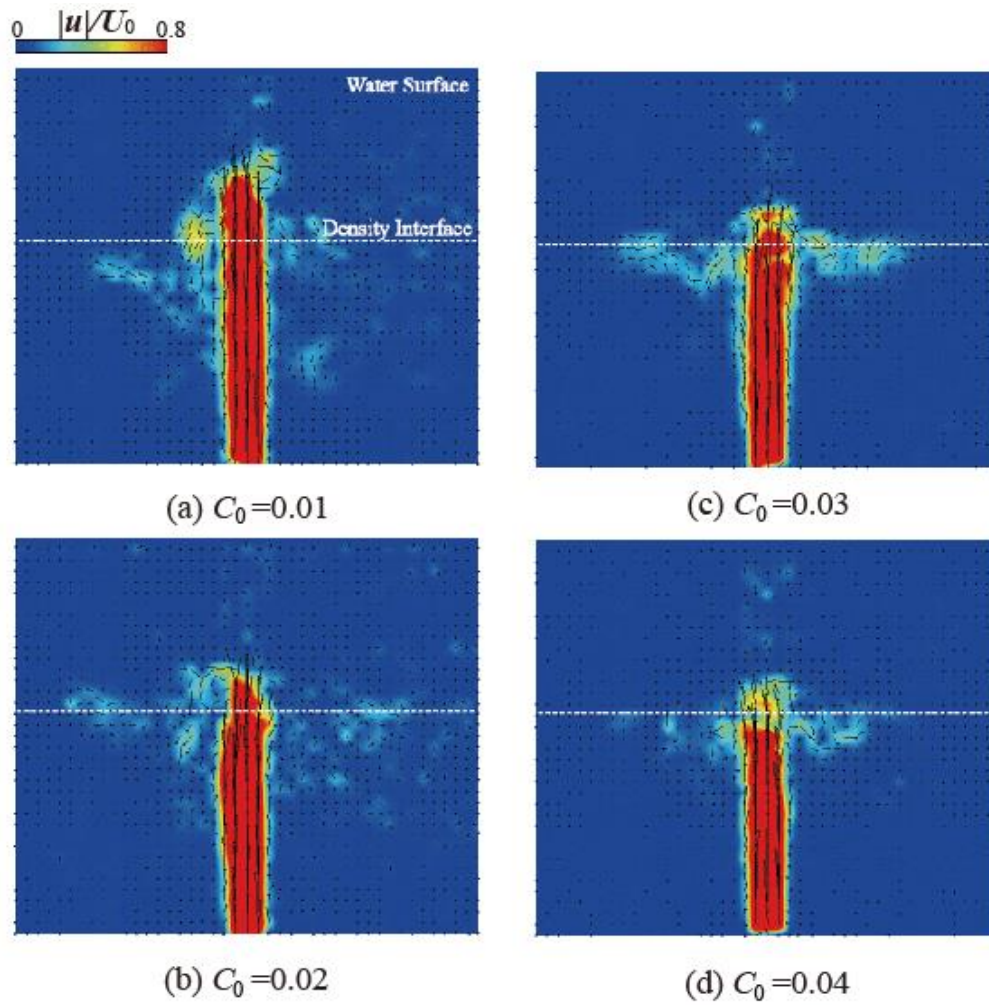 0 |u|/U₀ 0.8
Water Surface
Density Interface
(a) C₀=0.01
(c) C₀=0.03
(b) C₀=0.02
(d) C₀=0.04